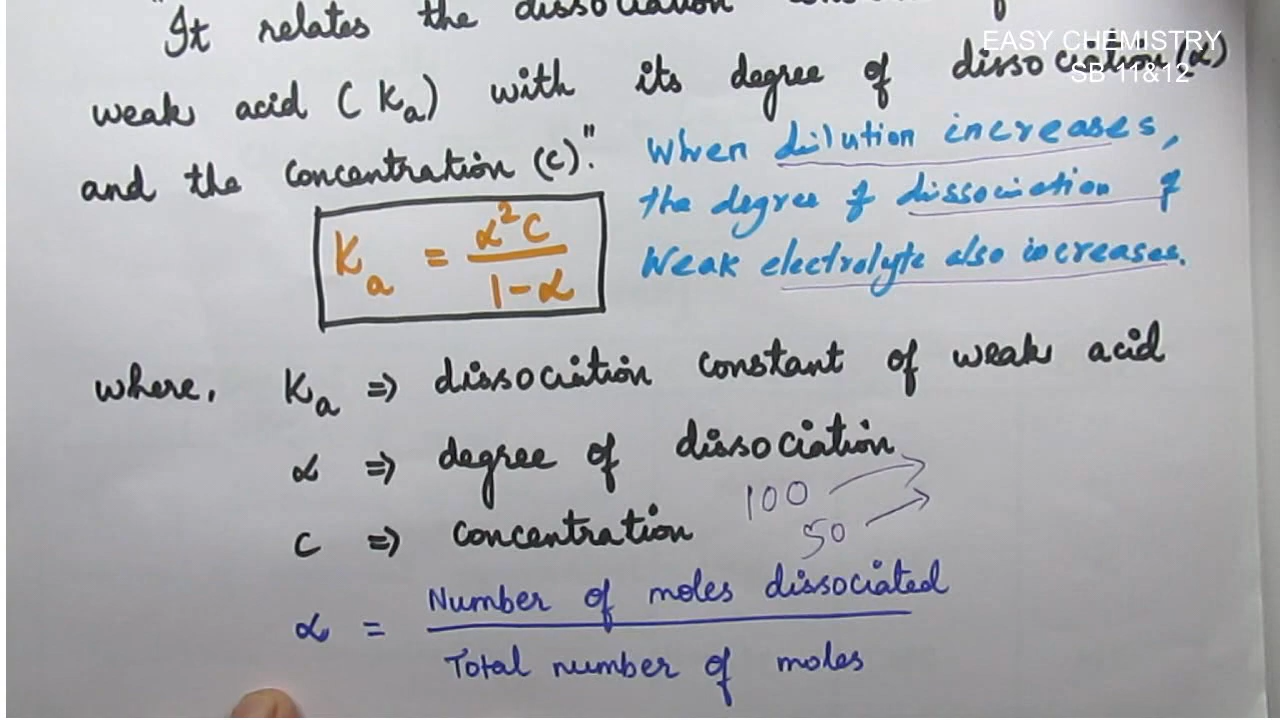 "It relates the dissociation
EASY CHEMISTRY
SB 11&12
weak acid (Ka) with its degree of dissociation (α)
and the concentration (c)."
When dilution increases,
the degree of dissociation of
Weak electrolyte also increases.
Ka = α²C / 1-α
where, Ka => dissociation constant of weak acid
α => degree of dissociation
100
C => concentration
50
α = Number of moles dissociated / Total number of moles